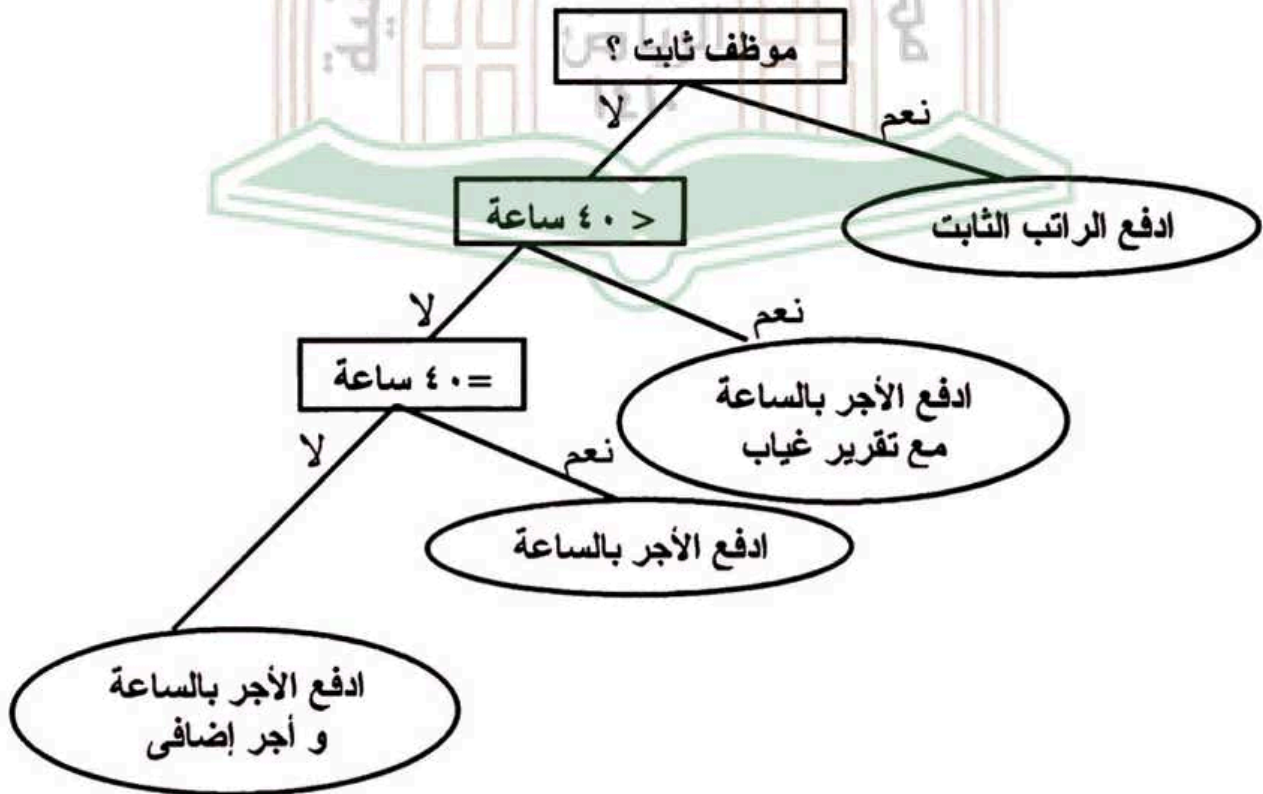 موظف ثابت ؟
لا
نعم
< ٤٠ ساعة
ادفع الراتب الثابت
لا
نعم
=٤٠ ساعة
ادفع الأجر بالساعة
مع تقرير غياب
لا
نعم
ادفع الأجر بالساعة
ادفع الأجر بالساعة
و أجر إضافى